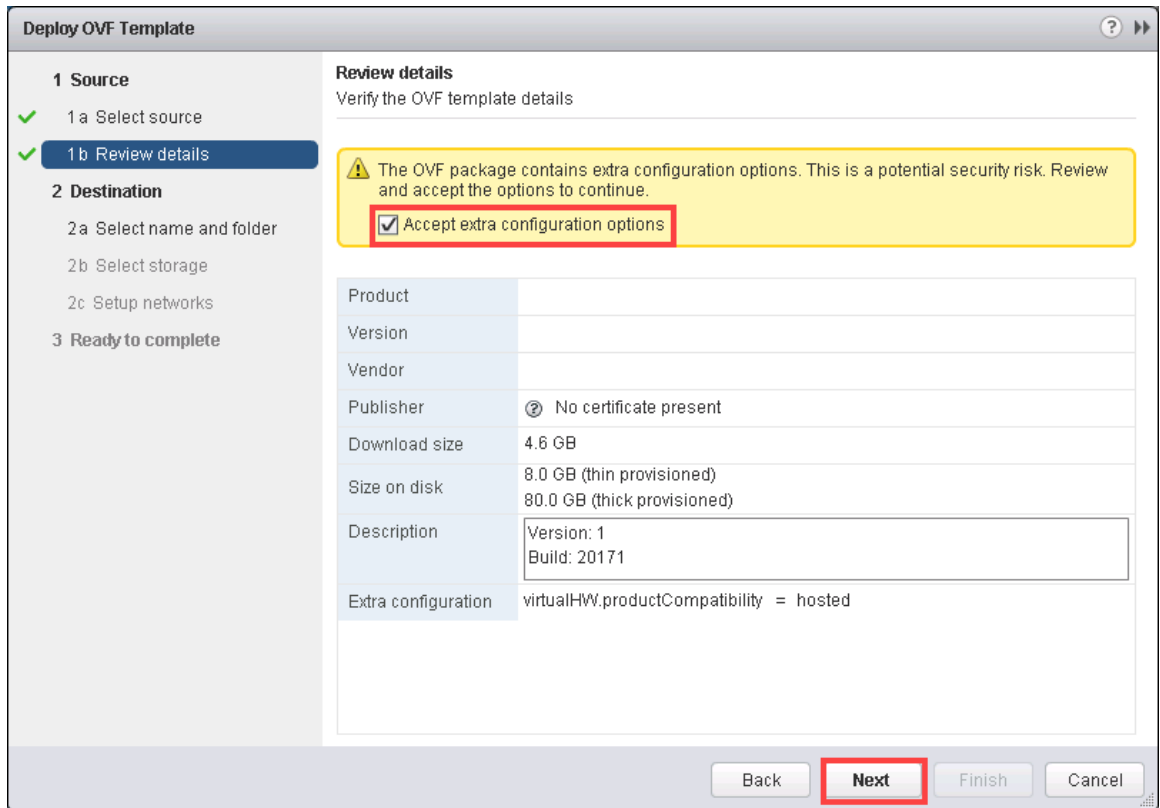 Deploy OVF Template
?
1 Source
1a Select source
1b Review details
2 Destination
2a Select name and folder
2b Select storage
2c Setup networks
3 Ready to complete
Review details
Verify the OVF template details
The OVF package contains extra configuration options. This is a potential security risk. Review
and accept the options to continue.
Accept extra configuration options
Product
Version
Vendor
Publisher ? No certificate present
Download size 4.6 GB
Size on disk 8.0 GB (thin provisioned)
80.0 GB (thick provisioned)
Description Version: 1
Build: 20171
Extra configuration virtualHW.productCompatibility = hosted
Back Next Finish Cancel